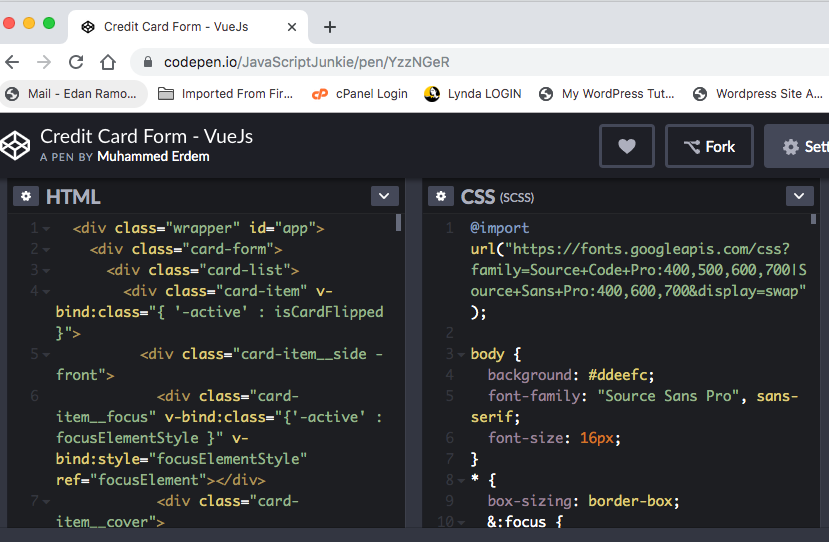 Credit Card Form - VueJs
codepen.io/JavaScriptJunkie/pen/YzzNGeR
Mail - Edan Ramo... Imported From Fir... cPanel Login Lynda LOGIN My WordPress Tut... Wordpress Site A...
Credit Card Form - VueJs
A PEN BY Muhammed Erdem
Fork
Sett
HTML
1 <div class="wrapper" id="app">
2 <div class="card-form">
3 <div class="card-list">
4 <div class="card-item" v-
bind:class="{ '-active' : isCardFlipped
}">
5 <div class="card-item__side -
front">
6 <div class="card-
item__focus" v-bind:class="{'-active' :
focusElementStyle }" v-
bind:style="focusElementStyle"
ref="focusElement"></div>
7 <div class="card-
item__cover">
CSS (SCSS)
1 @import
url("https://fonts.googleapis.com/css?
family=Source+Code+Pro:400,500,600,700|S
ource+Sans+Pro:400,600,700&display=swap"
);
2
3 body {
4 background: #ddeefc;
5 font-family: "Source Sans Pro", sans-
serif;
6 font-size: 16px;
7 }
8 * {
9 box-sizing: border-box;
10 &:focus {